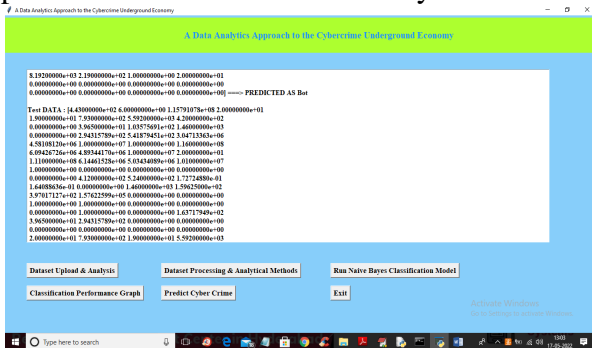 A Data Analytics Approach to the Cybercrime Underground Economy
A Data Analytics Approach to the Cybercrime Underground Economy
8.19200000e+03 2.19000000e+02 1.00000000e+00 2.00000000e+01
0.00000000e+00 0.00000000e+00 0.00000000e+00 0.00000000e+00
0.00000000e+00 0.00000000e+00 0.00000000e+00 0.00000000e+00] ===> PREDICTED AS Bot
Test DATA : [4.43000000e+02 6.00000000e+00 1.15791078e+08 2.00000000e+01
1.90000000e+01 7.93000000e+02 5.59200000e+03 4.20000000e+02
0.00000000e+00 3.96500000e+01 1.03575691e+02 1.46000000e+03
0.00000000e+00 2.94315789e+02 5.41879451e+02 3.04713363e+06
4.58108120e+06 1.00000000e+07 1.00000000e+00 1.16000000e+08
6.09426726e+06 4.89344170e+06 1.00000000e+07 2.00000000e+01
1.11000000e+08 6.14461528e+06 5.03434089e+06 1.01000000e+07
1.00000000e+00 0.00000000e+00 0.00000000e+00 0.00000000e+00
0.00000000e+00 4.12000000e+02 5.24000000e+02 1.72724880e-01
1.64088636e-01 0.00000000e+00 1.46000000e+03 1.59625000e+02
3.97017127e+02 1.57622599e+05 0.00000000e+00 0.00000000e+00
1.00000000e+00 1.00000000e+00 0.00000000e+00 0.00000000e+00
0.00000000e+00 1.00000000e+00 0.00000000e+00 1.63717949e+02
3.96500000e+01 2.94315789e+02 0.00000000e+00 0.00000000e+00
0.00000000e+00 0.00000000e+00 0.00000000e+00 0.00000000e+00
2.00000000e+01 7.93000000e+02 1.90000000e+01 5.59200000e+03
Dataset Upload & Analysis
Dataset Processing & Analytical Methods
Run Naive Bayes Classification Model
Classification Performance Graph
Predict Cyber Crime
Exit
Activate Windows
Go to Settings to activate Windows.
Type here to search
13:03
17-05-2022